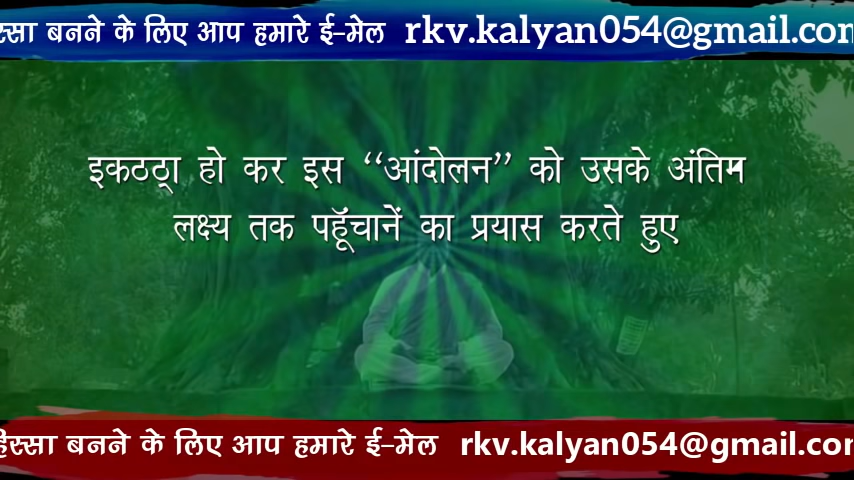 स्सा बनने के लिए आप हमारे ई-मेल rkv.kalyan054@gmail.com
इकठठ्रा हो कर इस “आंदोलन” को उसके अंतिम
लक्ष्य तक पहूॅंचानें का प्रयास करते हुए
हिस्सा बनने के लिए आप हमारे ई-मेल rkv.kalyan054@gmail.com